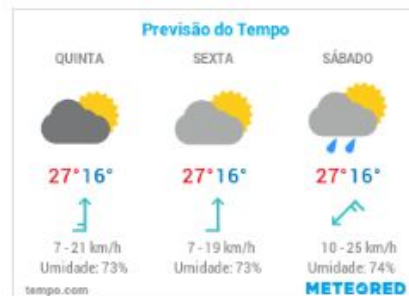 Previsão do Tempo
QUINTA SEXTA SÁBADO
27° 16° 27° 16° 27° 16°
7 - 21 km/h 7 - 19 km/h 10 - 25 km/h
Umidade: 73% Umidade: 73% Umidade: 74%
tempo.com METEORED